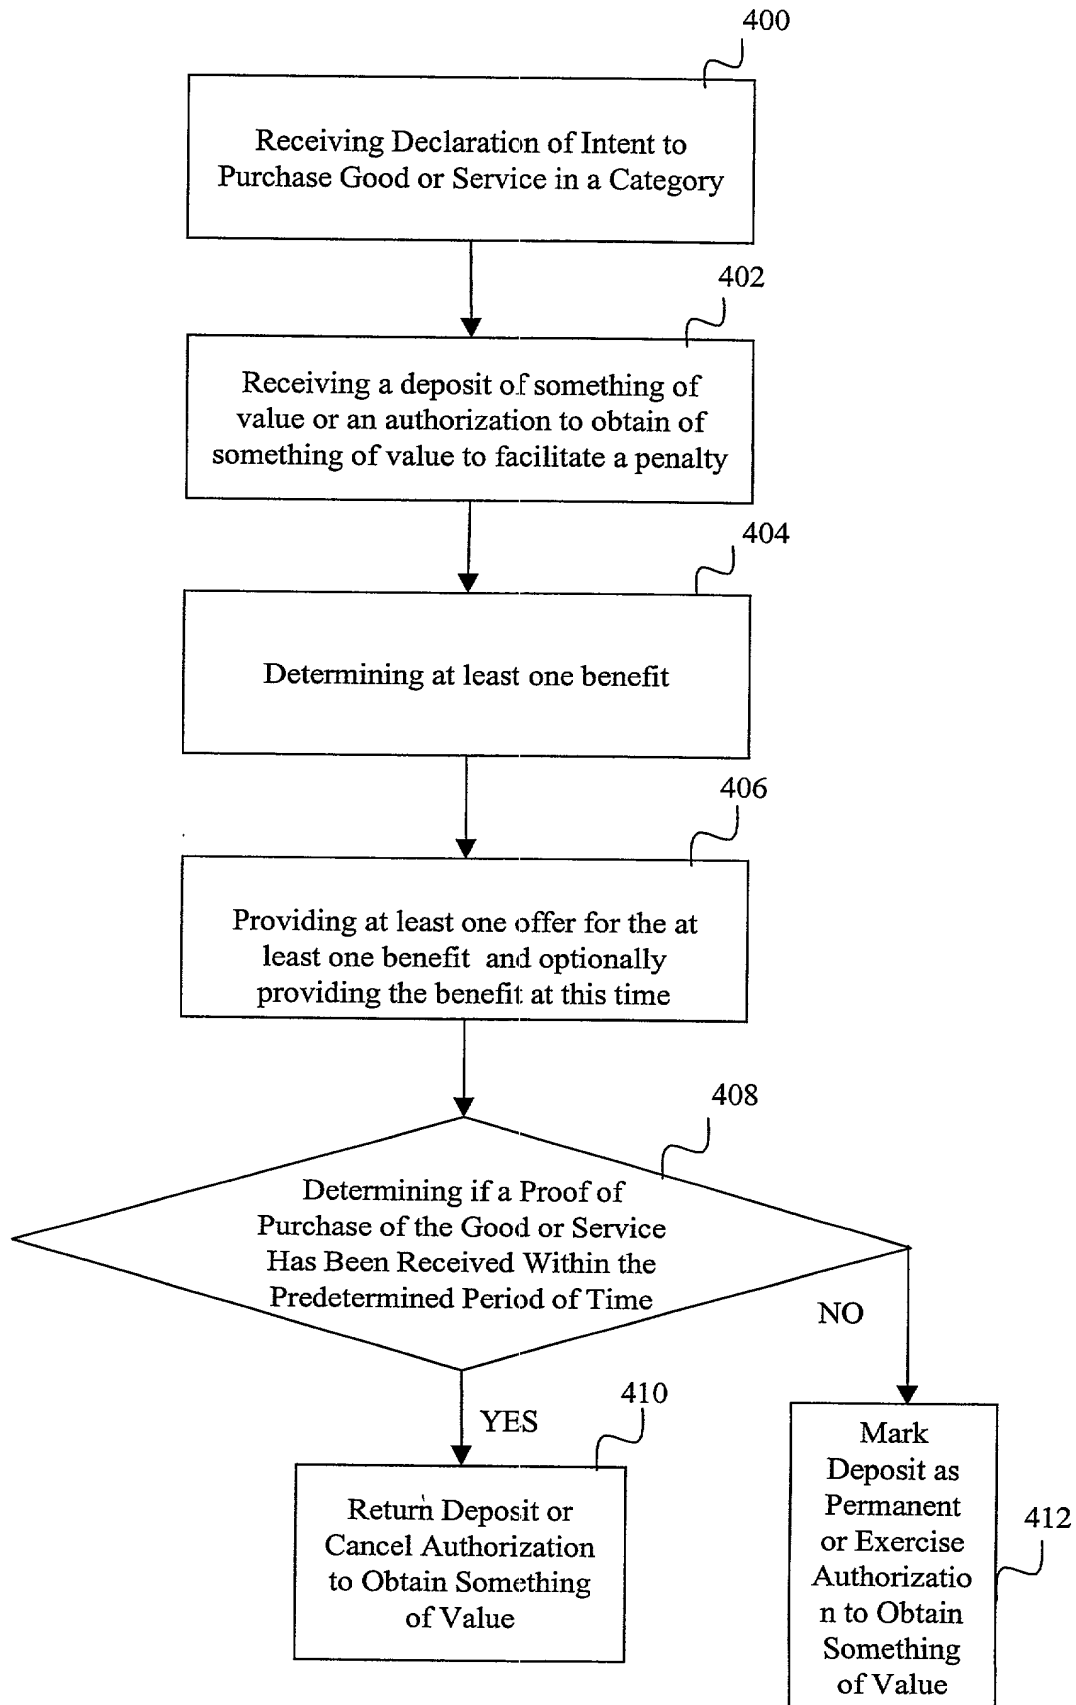 400
Receiving Declaration of Intent to
Purchase Good or Service in a Category
402
Receiving a deposit of something of
value or an authorization to obtain of
something of value to facilitate a penalty
404
Determining at least one benefit
406
Providing at least one offer for the at
least one benefit and optionally
providing the benefit at this time
408
Determining if a Proof of
Purchase of the Good or Service
Has Been Received Within the
Predetermined Period of Time
NO
YES
410
Return Deposit or
Cancel Authorization
to Obtain Something
of Value
412
Mark
Deposit as
Permanent
or Exercise
Authorizatio
n to Obtain
Something
of Value